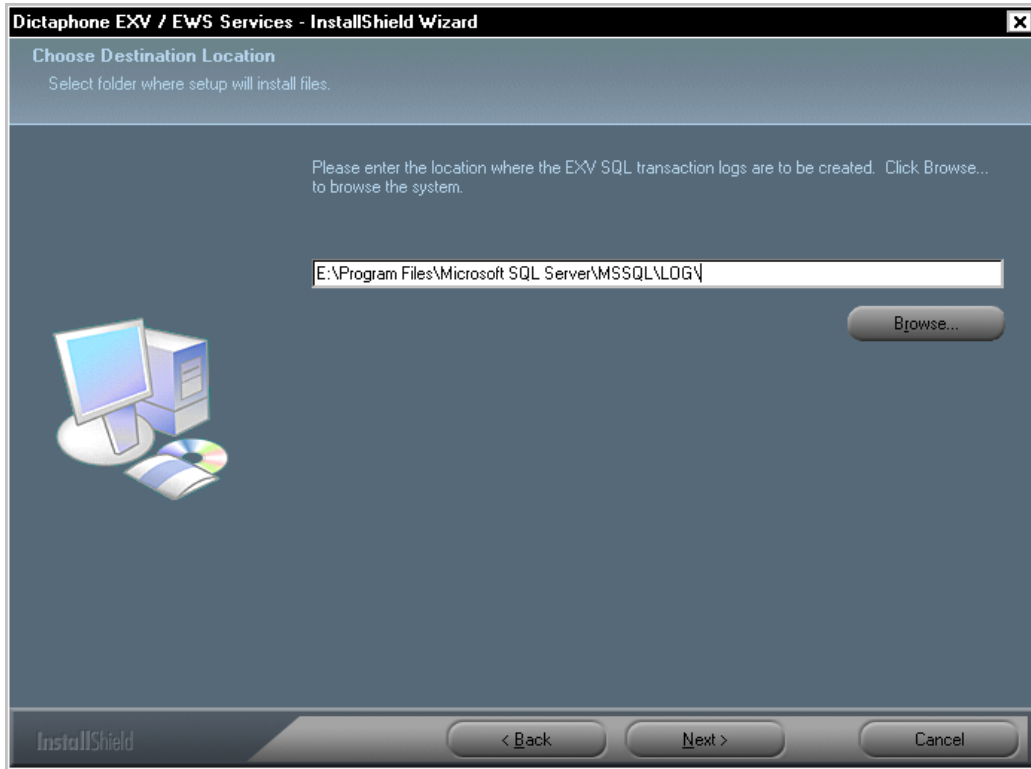 Dictaphone EXV / EWS Services - InstallShield Wizard
Choose Destination Location
Select folder where setup will install files.
Please enter the location where the EXV SQL transaction logs are to be created.  Click Browse...
to browse the system.
E:\Program Files\Microsoft SQL Server\MSSQL\LOG\
Browse...
InstallShield
< Back
Next >
Cancel